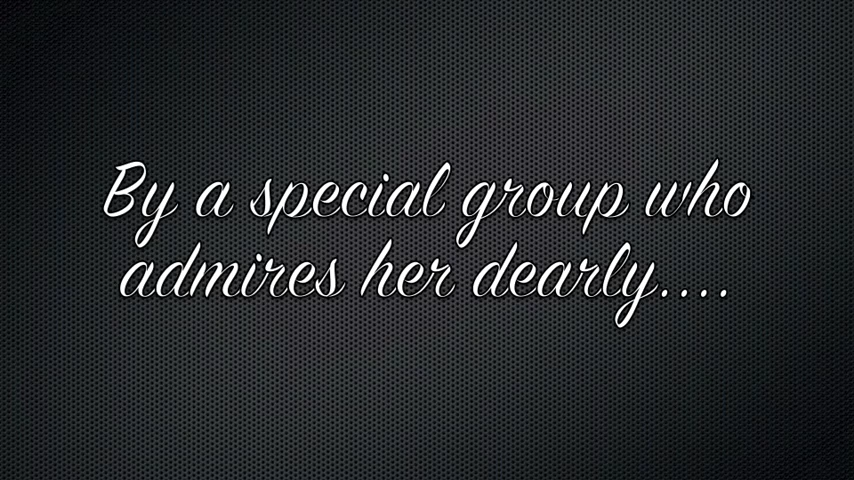 By a special group who
admires her dearly....